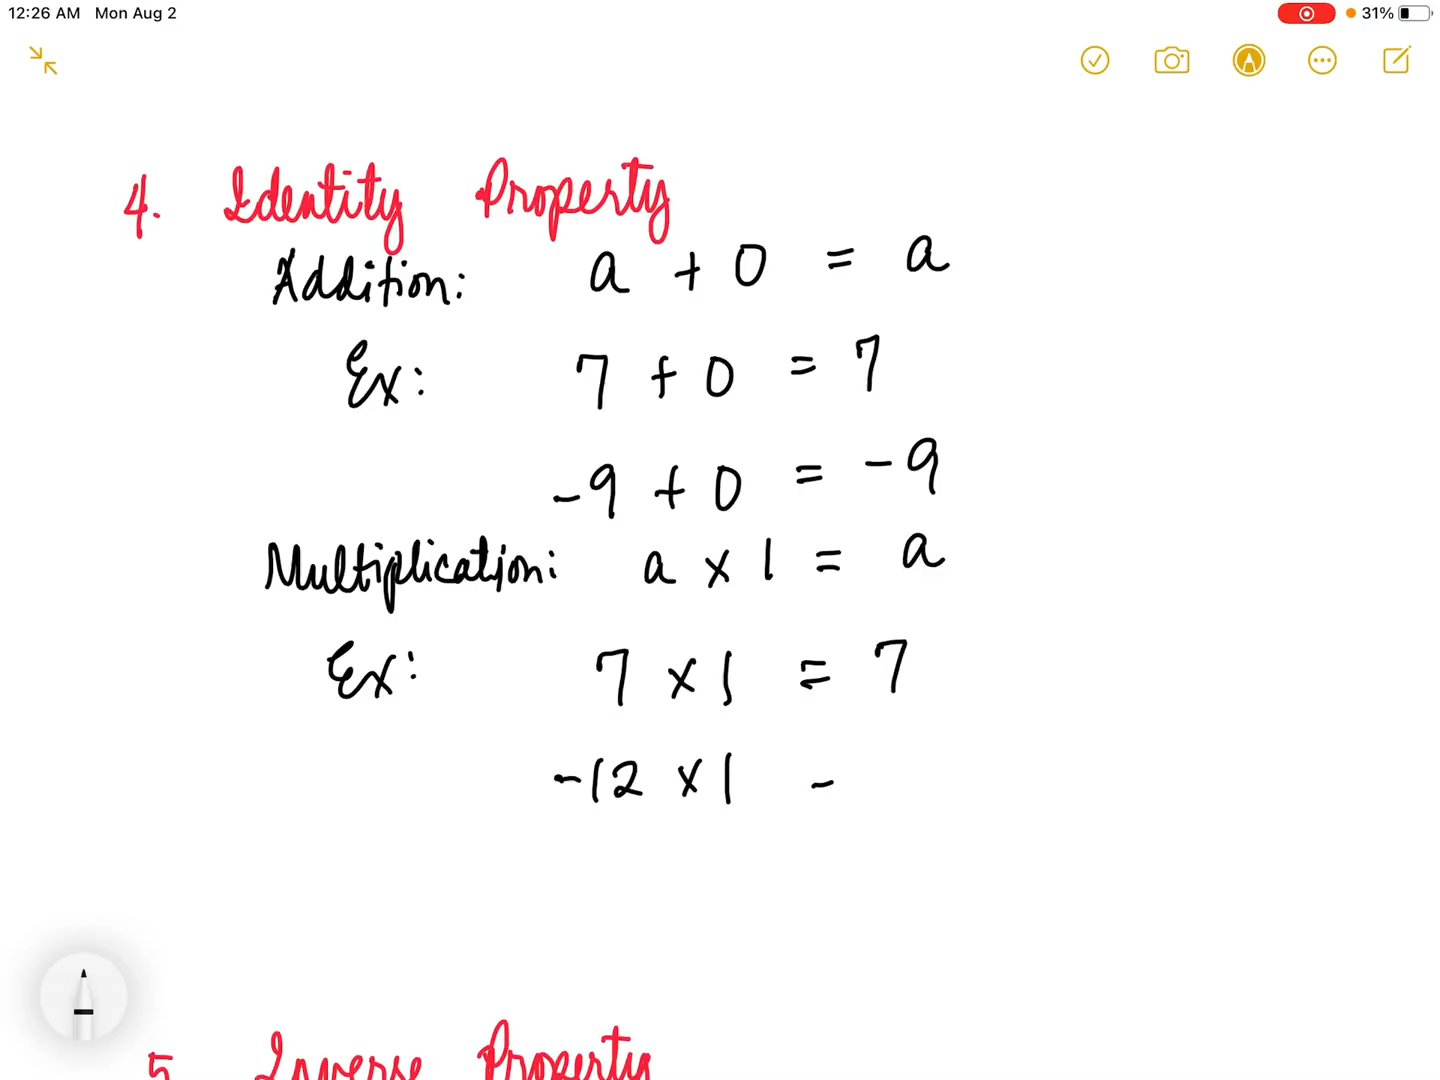 12:26 AM Mon Aug 2 31%
4. Identity Property
Addition: a + 0 = a
Ex: 7 + 0 = 7
-9 + 0 = -9
Multiplication: a × 1 = a
Ex: 7 × 1 = 7
-12 × 1 -
5 Inverse Property